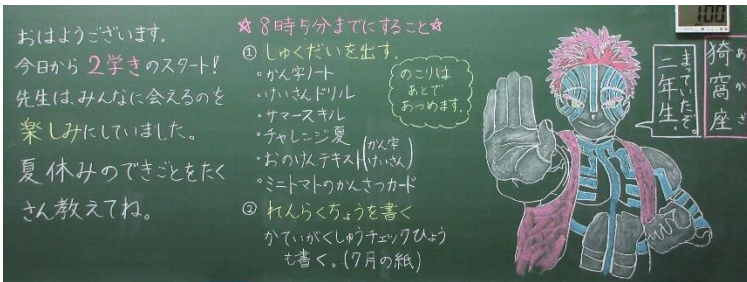 おはようございます。
今日から2学きのスタート!
先生は、みんなに会えるのを
楽しみにしていました。
夏休みのできごとをたく
さん教えてね。
☆8時5分までにすること☆
① しゅくだいを出す。
・かん字ノート
・けいさんドリル
・サマースキル
・チャレンジ夏
・おのけんテキスト(かん字
けいさん)
・ミニトマトのかんさつカード
のこりは
あとで
あつめます。
② れんらくちょうを書く
かていがくしゅうチェックひょう
も書く。(7月の紙)
まっていたぞ。
二年生。
猗窩座
あかざ
100